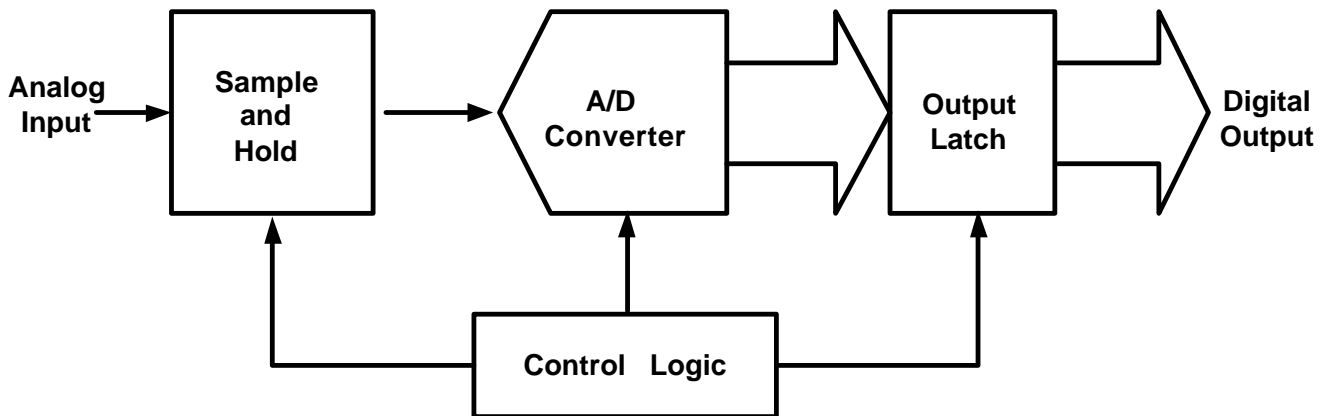 Analog
Input
Sample
and
Hold
A/D
Converter
Output
Latch
Digital
Output
Control Logic